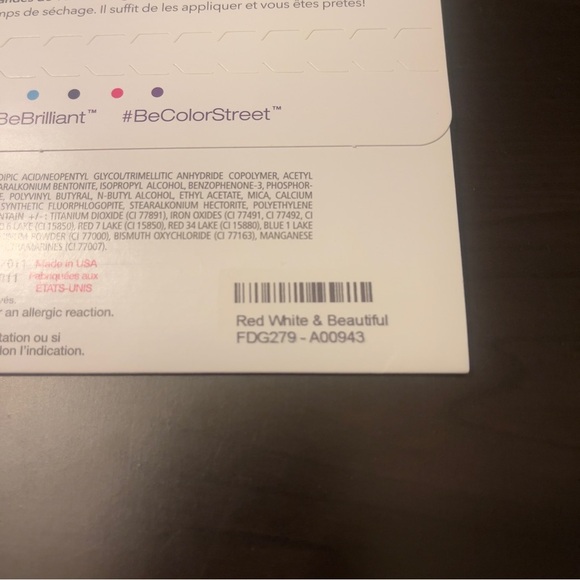 mps de séchage. Il suffit de les appliquer et vous êtes prêtes!
BeBrilliant™ #BeColorStreet™
DIPIC ACID/NEOPENTYL GLYCOL/TRIMELLITIC ANHYDRIDE COPOLYMER, ACETYL
ARALKONIUM BENTONITE, ISOPROPYL ALCOHOL, BENZOPHENONE-3, PHOSPHOR-
E, POLYVINYL BUTYRAL, N-BUTYL ALCOHOL, ETHYL ACETATE, MICA, CALCIUM
SYNTHETIC FLUORPHLOGOPITE, STEARALKONIUM HECTORITE, POLYETHYLENE
NTAIN +/-: TITANIUM DIOXIDE (CI 77891), IRON OXIDES (CI 77491, CI 77492, CI
D 6 LAKE (CI 15850), RED 7 LAKE (CI 15850), RED 34 LAKE (CI 15880), BLUE 1 LAKE
POWDER (CI 77000), BISMUTH OXYCHLORIDE (CI 77163), MANGANESE
(CI 77007).
Made in USA
Fabriquées aux
ÉTATS-UNIS
vés.
r an allergic reaction.
tation ou si
lon l'indication.
Red White & Beautiful
FDG279 - A00943